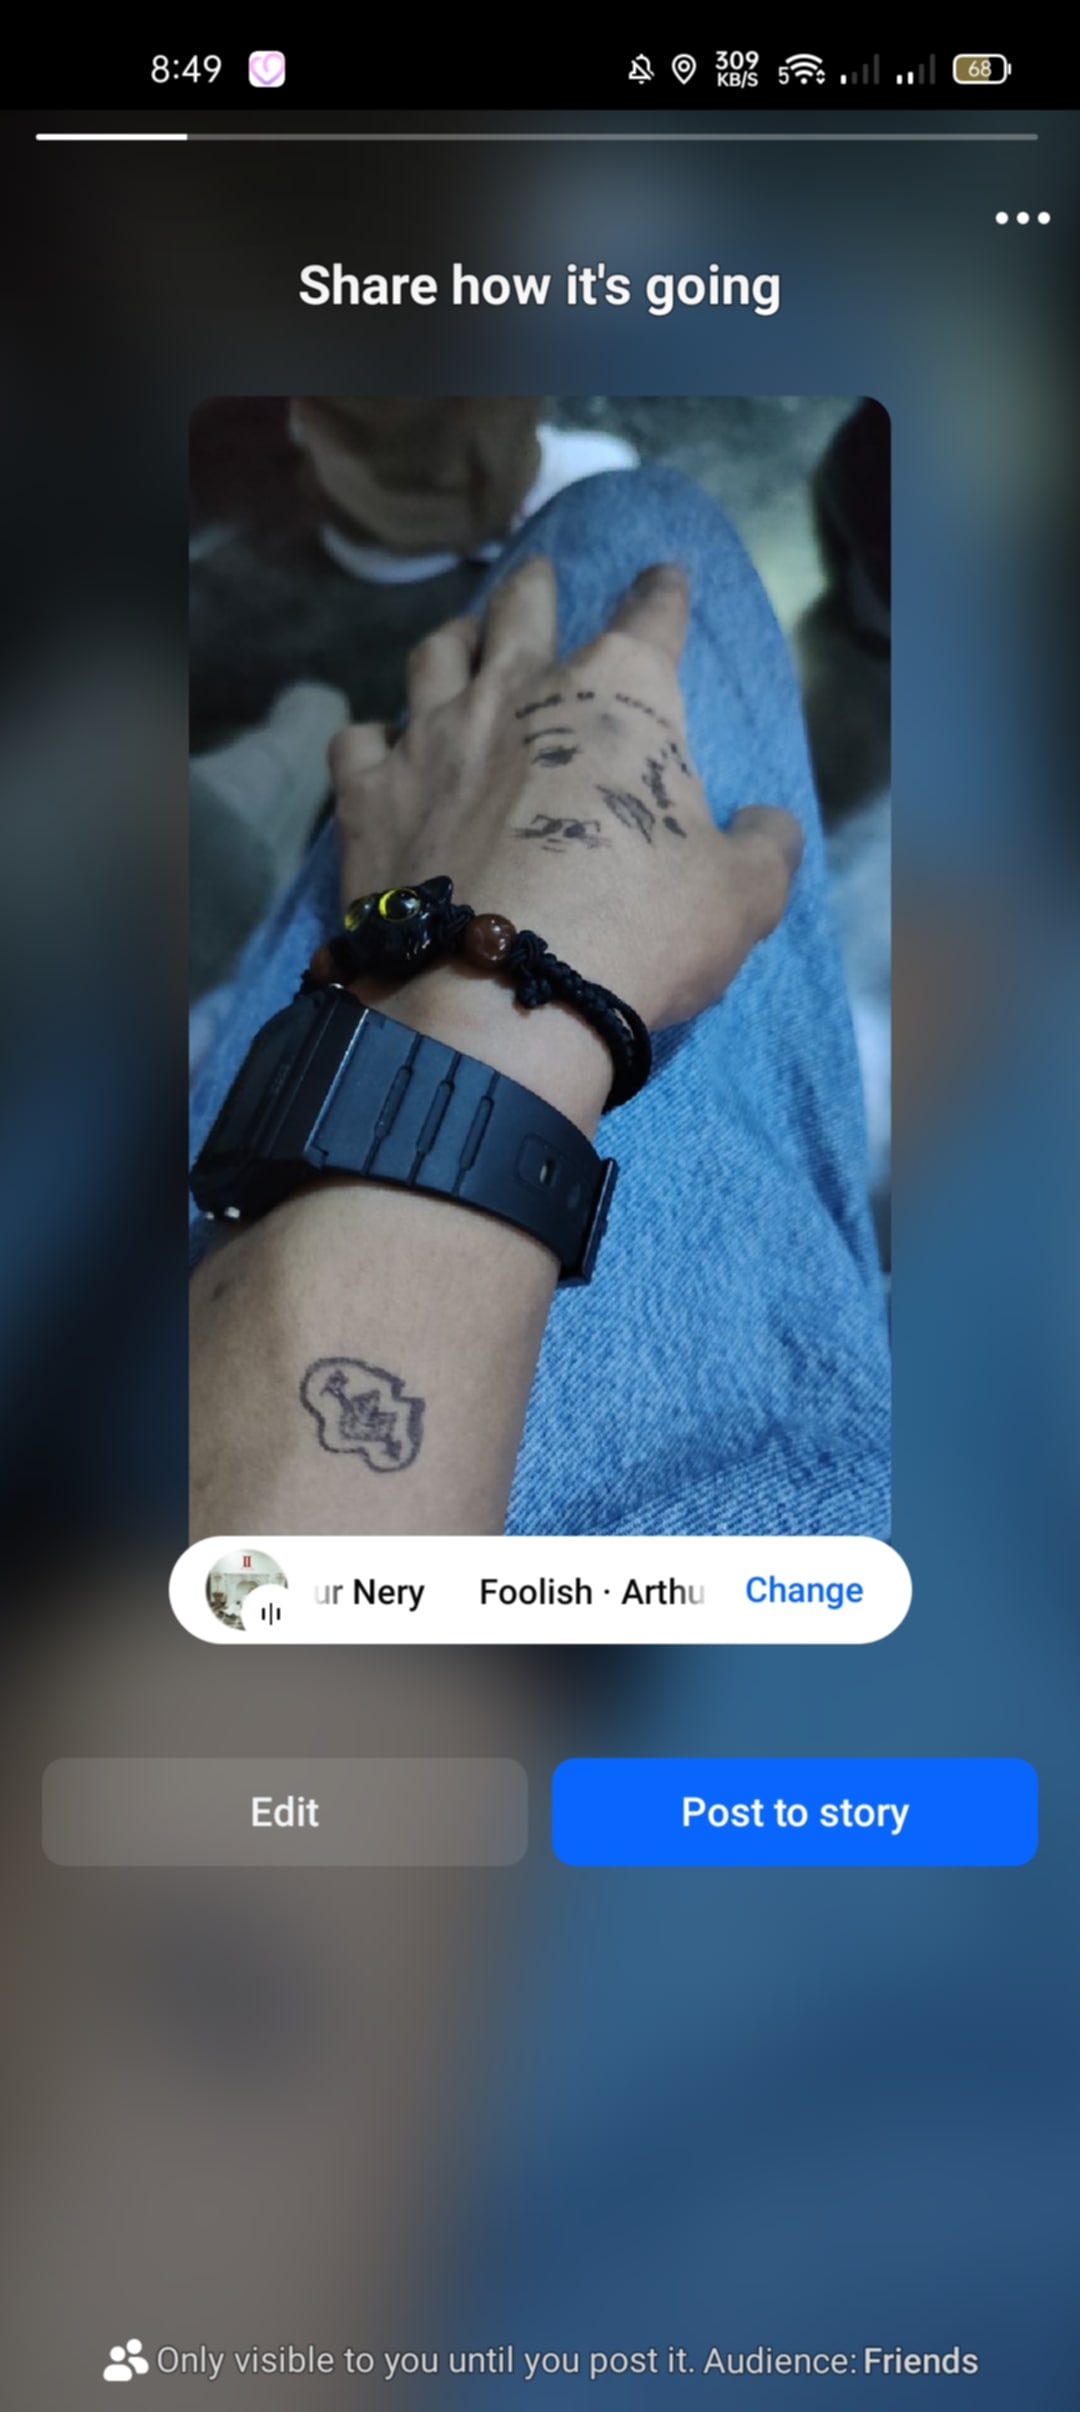 8:49
309
KB/S
5
68
Share how it's going
ur Nery Foolish · Arthu Change
II
Edit Post to story
Only visible to you until you post it. Audience: Friends